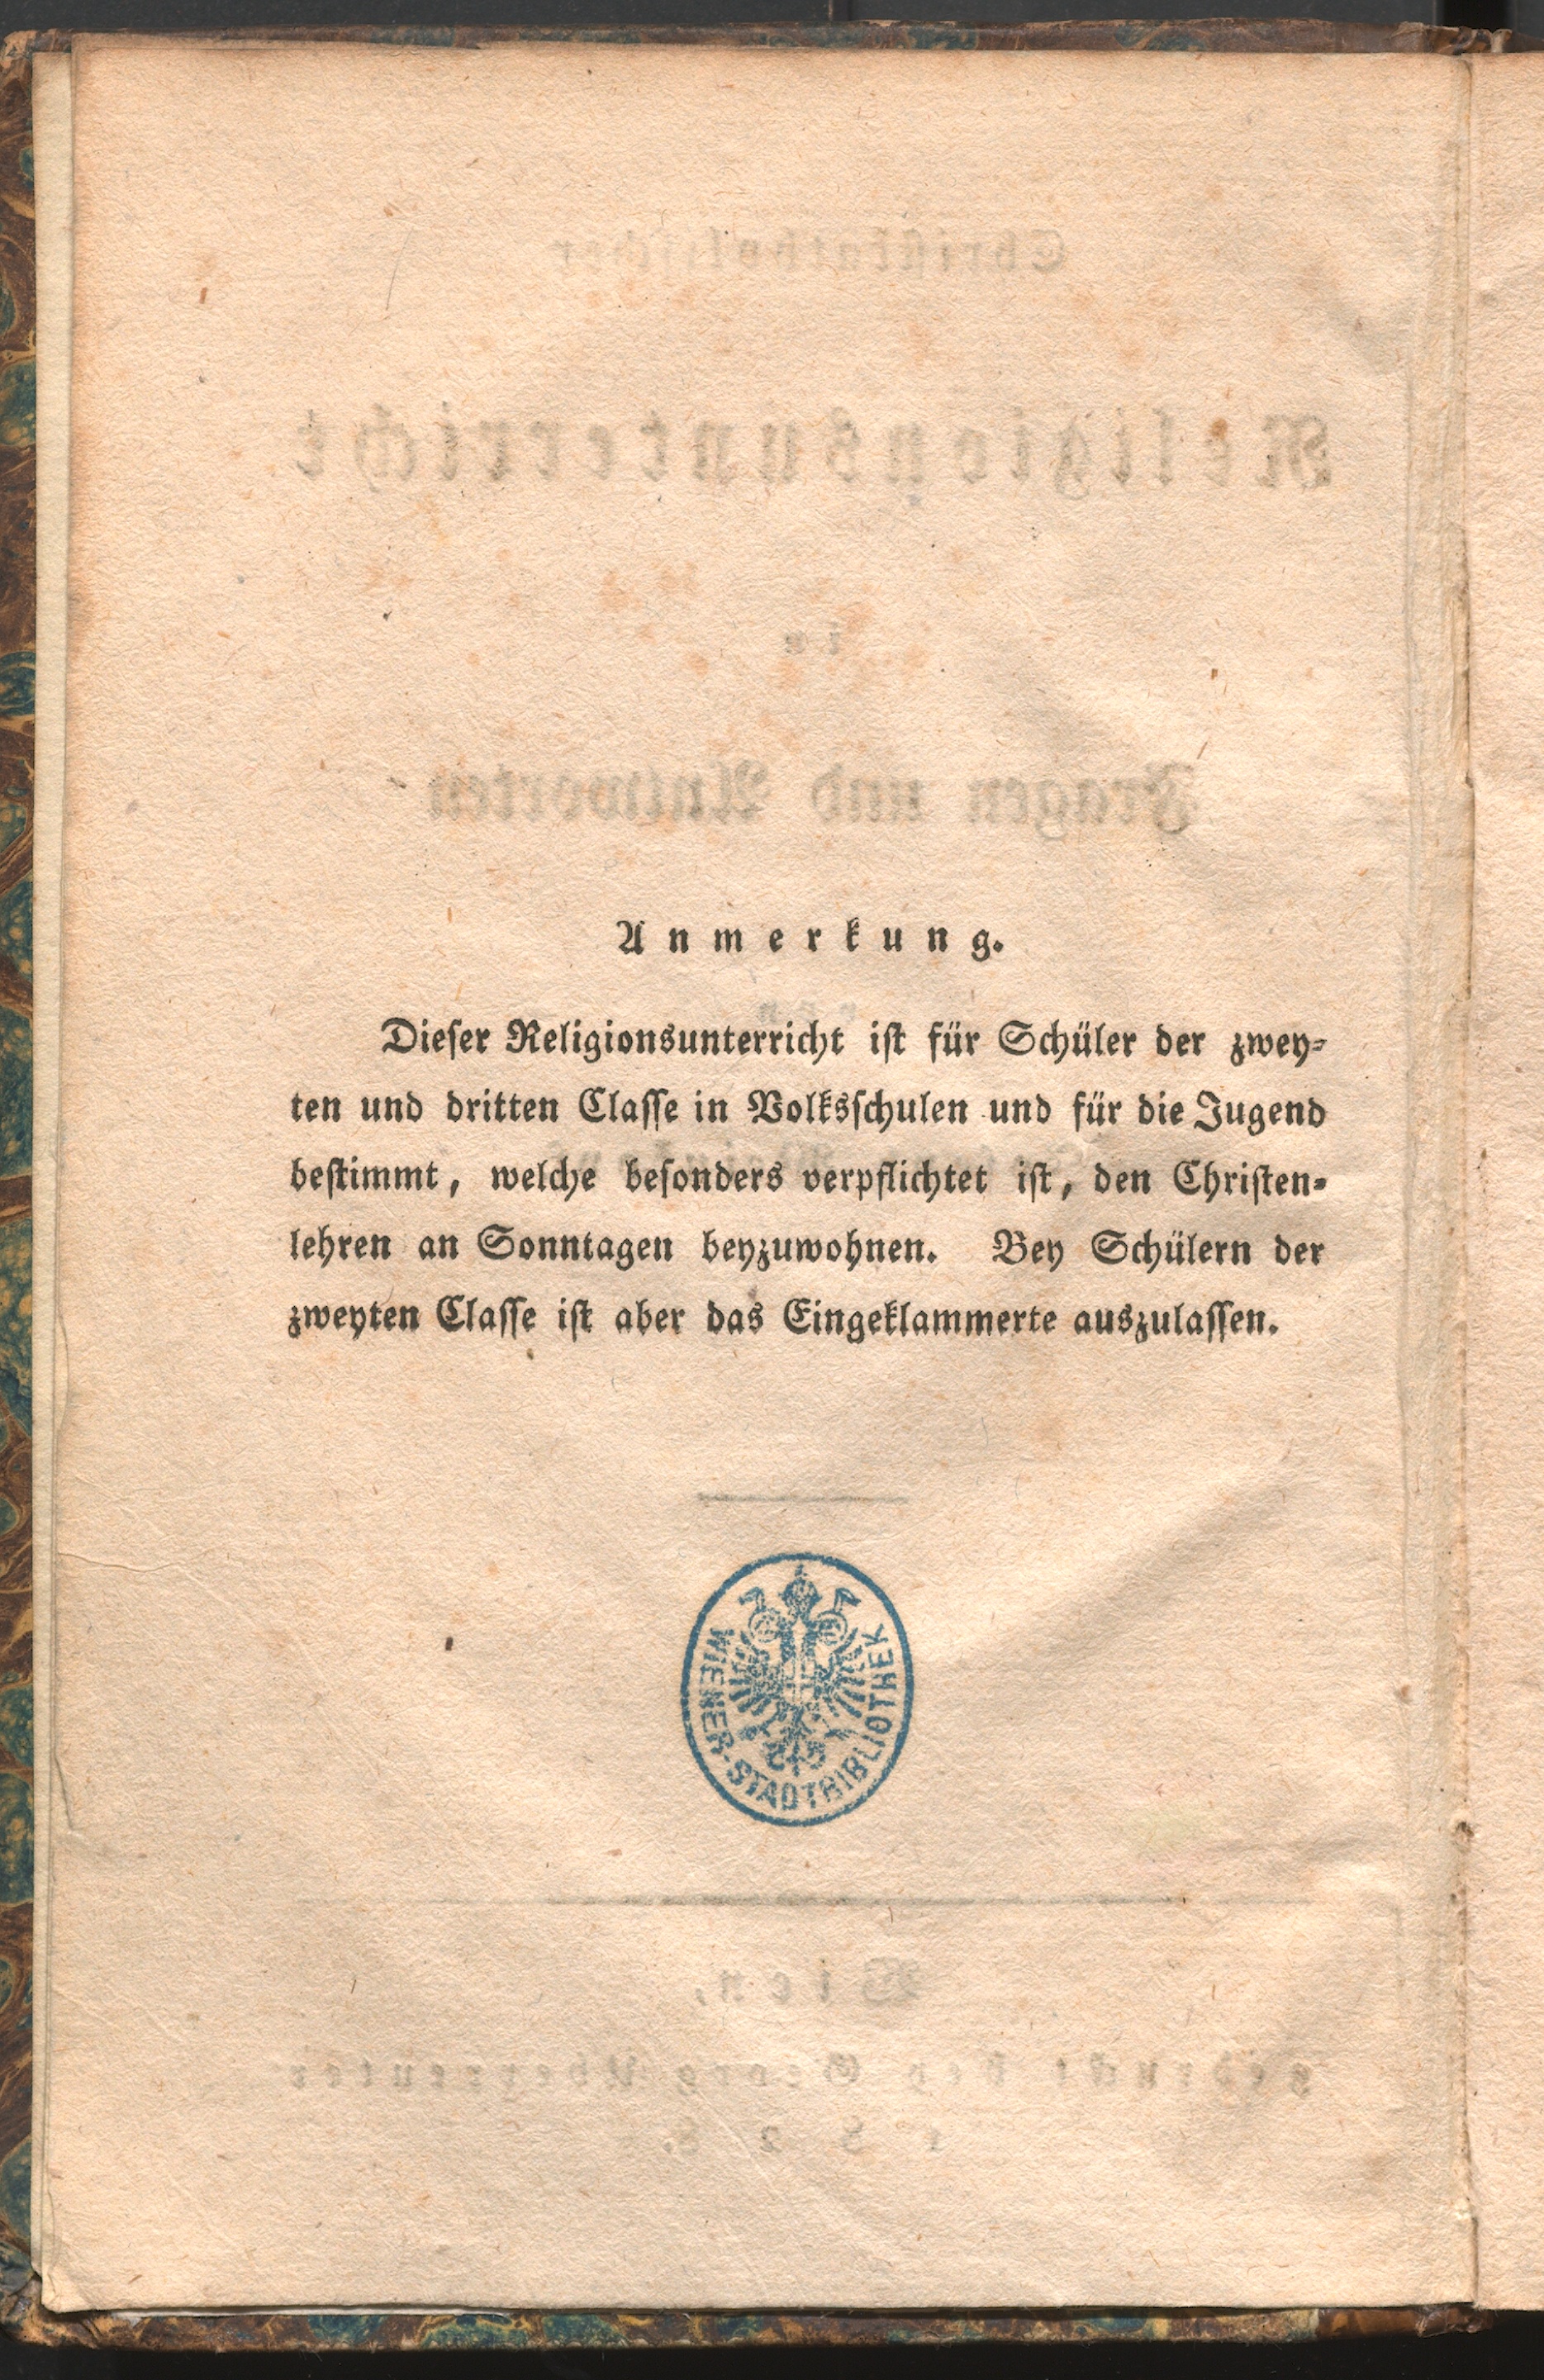 Anmerkung.
Dieser Religionsunterricht ist für Schüler der zwey-
ten und dritten Classe in Volksschulen und für die Jugend
bestimmt, welche besonders verpflichtet ist, den Christen-
lehren an Sonntagen beyzuwohnen. Bey Schülern der
zweyten Classe ist aber das Eingeklammerte auszulassen.
WIENER-STADTBIBLIOTHEK